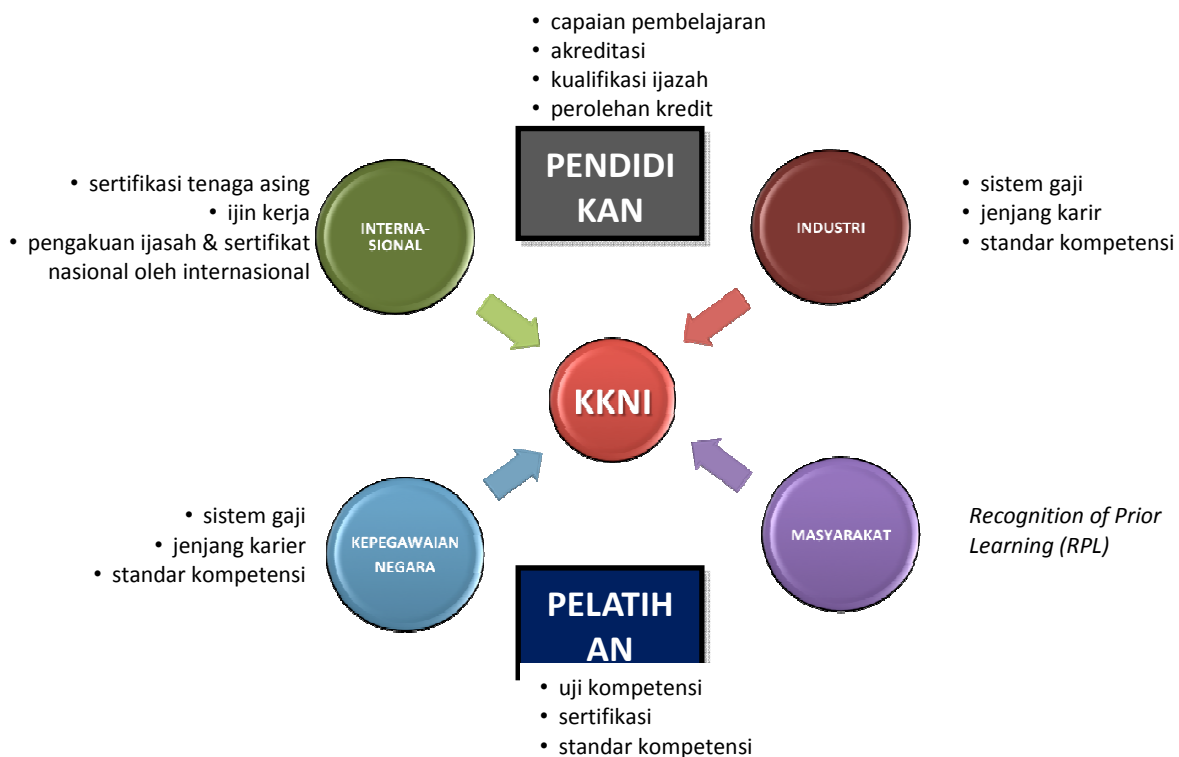 • capaian pembelajaran
• akreditasi
• kualifikasi ijazah
• perolehan kredit
PENDIDI
KAN
• sertifikasi tenaga asing
• ijin kerja
• pengakuan ijasah & sertifikat
nasional oleh internasional
INTERNA-
SIONAL
INDUSTRI
• sistem gaji
• jenjang karir
• standar kompetensi
KKNI
• sistem gaji
• jenjang karier
• standar kompetensi
KEPEGAWAIAN
NEGARA
MASYARAKAT
Recognition of Prior
Learning (RPL)
PELATIH
AN
• uji kompetensi
• sertifikasi
• standar kompetensi